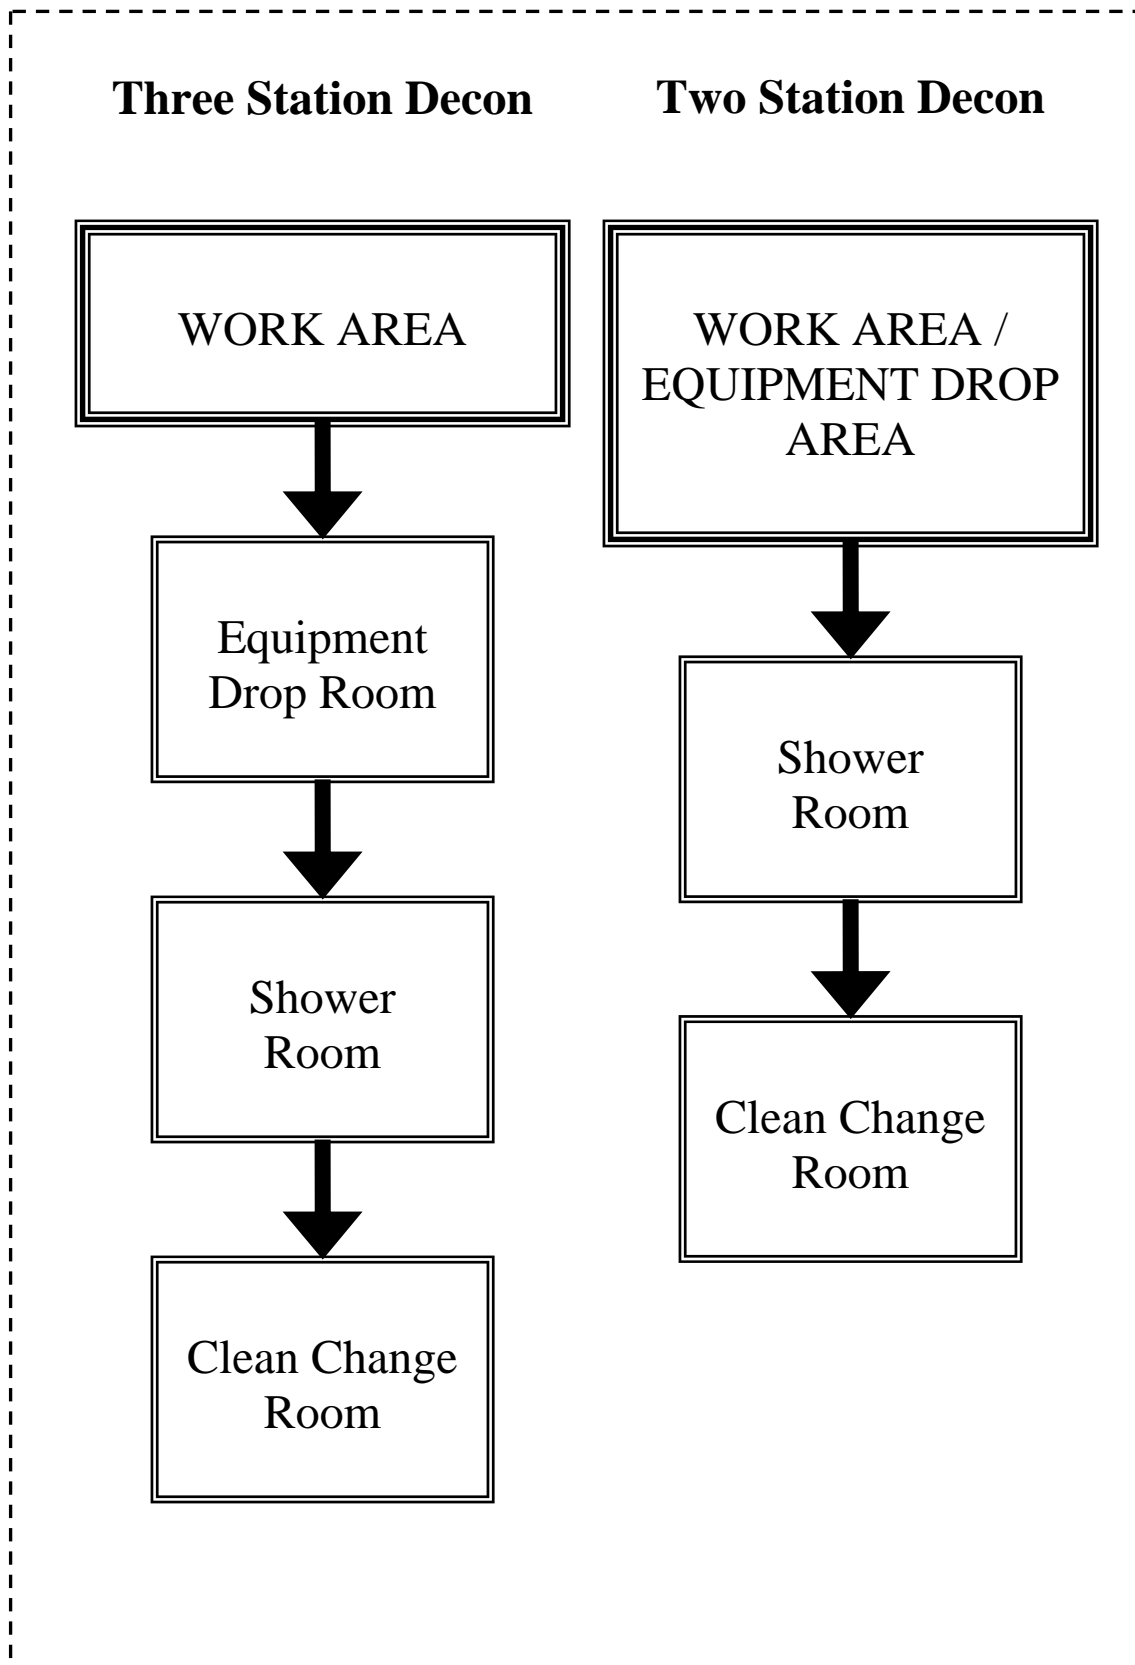 Three Station Decon
Two Station Decon
WORK AREA
Equipment
Drop Room
Shower
Room
Clean Change
Room
WORK AREA /
EQUIPMENT DROP
AREA
Shower
Room
Clean Change
Room